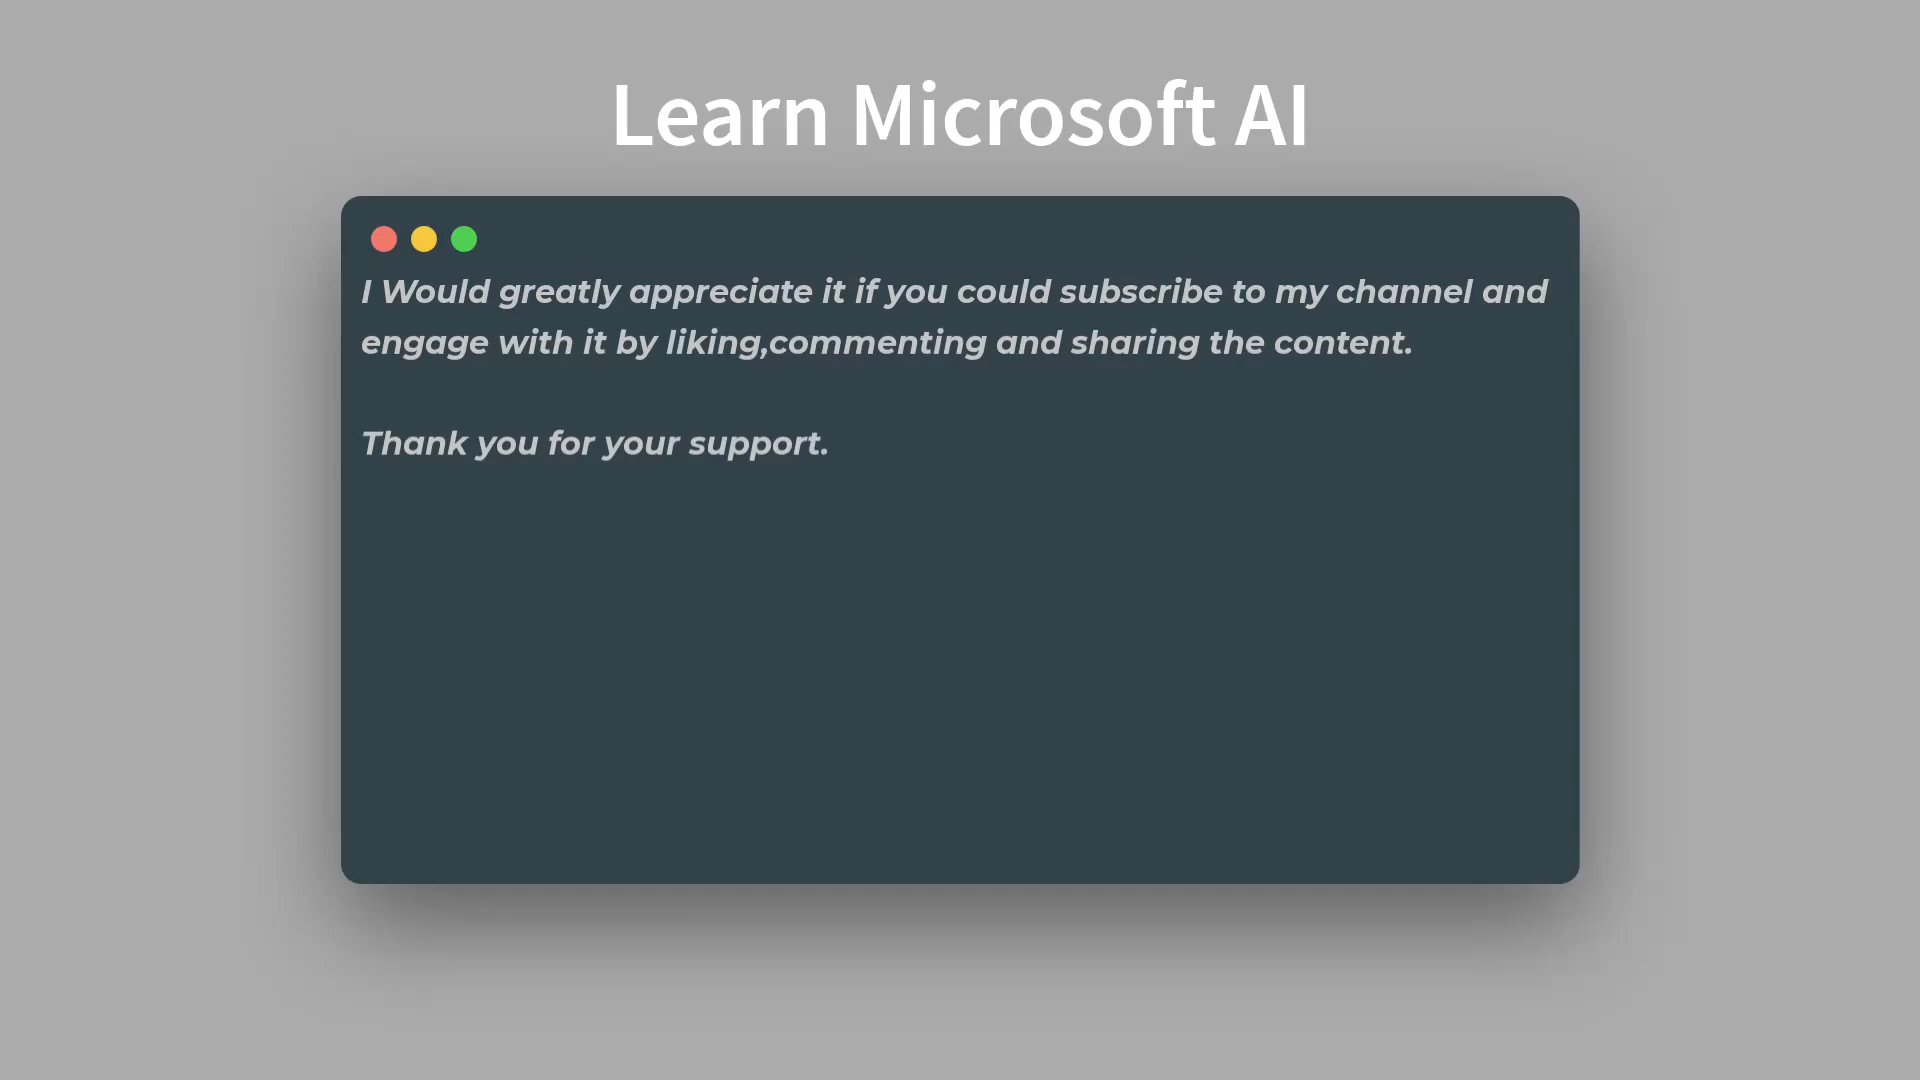 Learn Microsoft AI
I Would greatly appreciate it if you could subscribe to my channel and
engage with it by liking,commenting and sharing the content.
Thank you for your support.